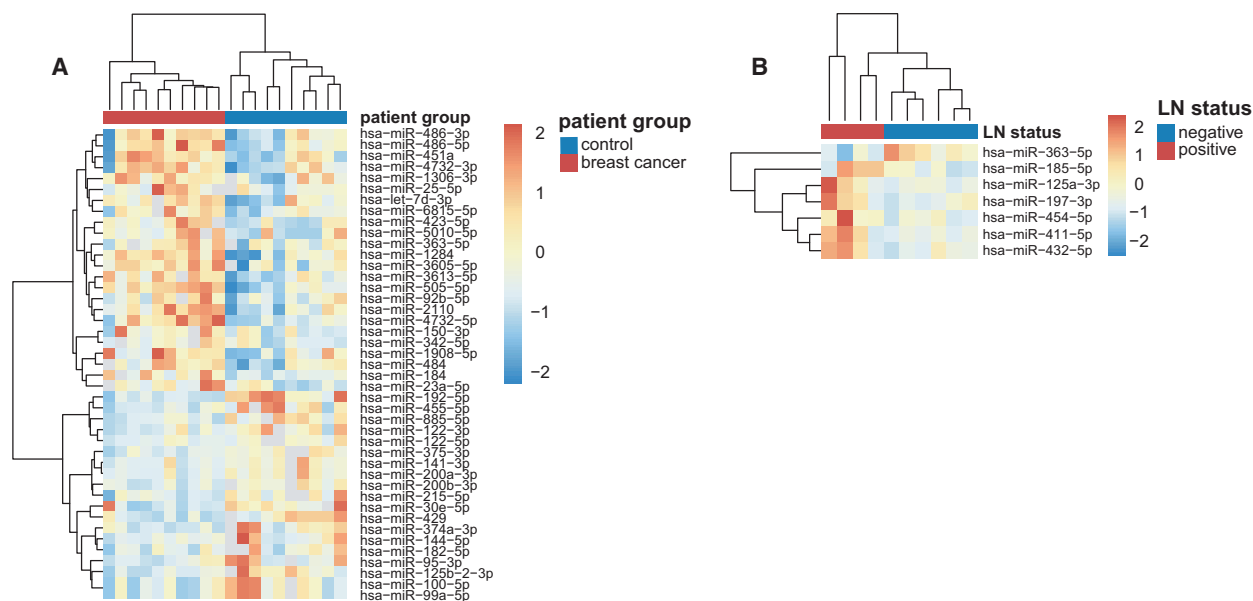 A
patient group
hsa−miR−486−3p
hsa−miR−486−5p
hsa−miR−451a
hsa−miR−4732−3p
hsa−miR−1306−3p
hsa−miR−25−5p
hsa−let−7d−3p
hsa−miR−6815−5p
hsa−miR−423−5p
hsa−miR−5010−5p
hsa−miR−363−5p
hsa−miR−1284
hsa−miR−3605−5p
hsa−miR−3613−5p
hsa−miR−505−5p
hsa−miR−92b−5p
hsa−miR−2110
hsa−miR−4732−5p
hsa−miR−150−3p
hsa−miR−342−5p
hsa−miR−1908−5p
hsa−miR−484
hsa−miR−184
hsa−miR−23a−5p
hsa−miR−192−5p
hsa−miR−455−5p
hsa−miR−885−5p
hsa−miR−122−3p
hsa−miR−122−5p
hsa−miR−375−3p
hsa−miR−141−3p
hsa−miR−200a−3p
hsa−miR−200b−3p
hsa−miR−215−5p
hsa−miR−30e−5p
hsa−miR−429
hsa−miR−374a−3p
hsa−miR−144−5p
hsa−miR−182−5p
hsa−miR−95−3p
hsa−miR−125b−2−3p
hsa−miR−100−5p
hsa−miR−99a−5p
2
1
0
−1
−2
patient group
control
breast cancer
B
LN status
hsa−miR−363−5p
hsa−miR−185−5p
hsa−miR−125a−3p
hsa−miR−197−3p
hsa−miR−454−5p
hsa−miR−411−5p
hsa−miR−432−5p
2
1
0
−1
−2
LN status
negative
positive